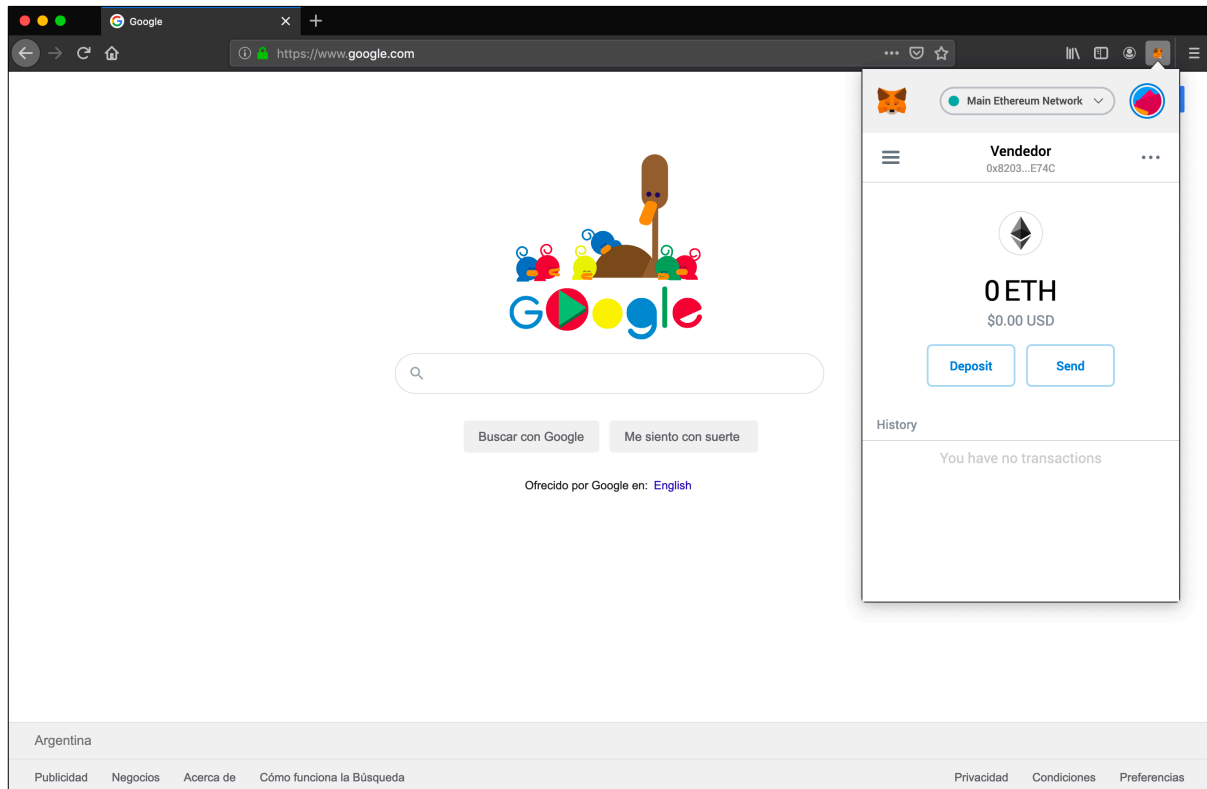 Google
https://www.google.com
Main Ethereum Network
Vendedor
0x8203...E74C
0 ETH
$0.00 USD
Deposit
Send
History
You have no transactions
Google
Buscar con Google
Me siento con suerte
Ofrecido por Google en: English
Argentina
Publicidad Negocios Acerca de Cómo funciona la Búsqueda
Privacidad Condiciones Preferencias